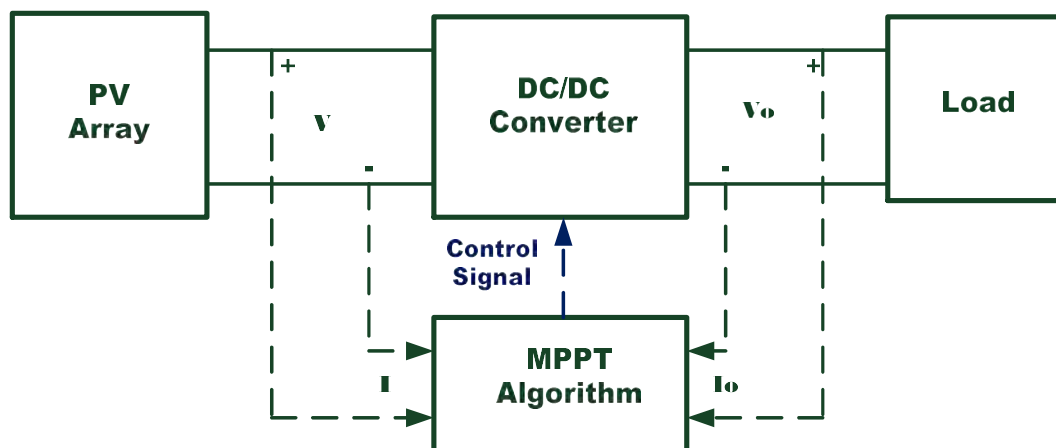 PV
Array
+
V
-
DC/DC
Converter
+
Vo
-
Load
Control
Signal
MPPT
Algorithm
I
Io